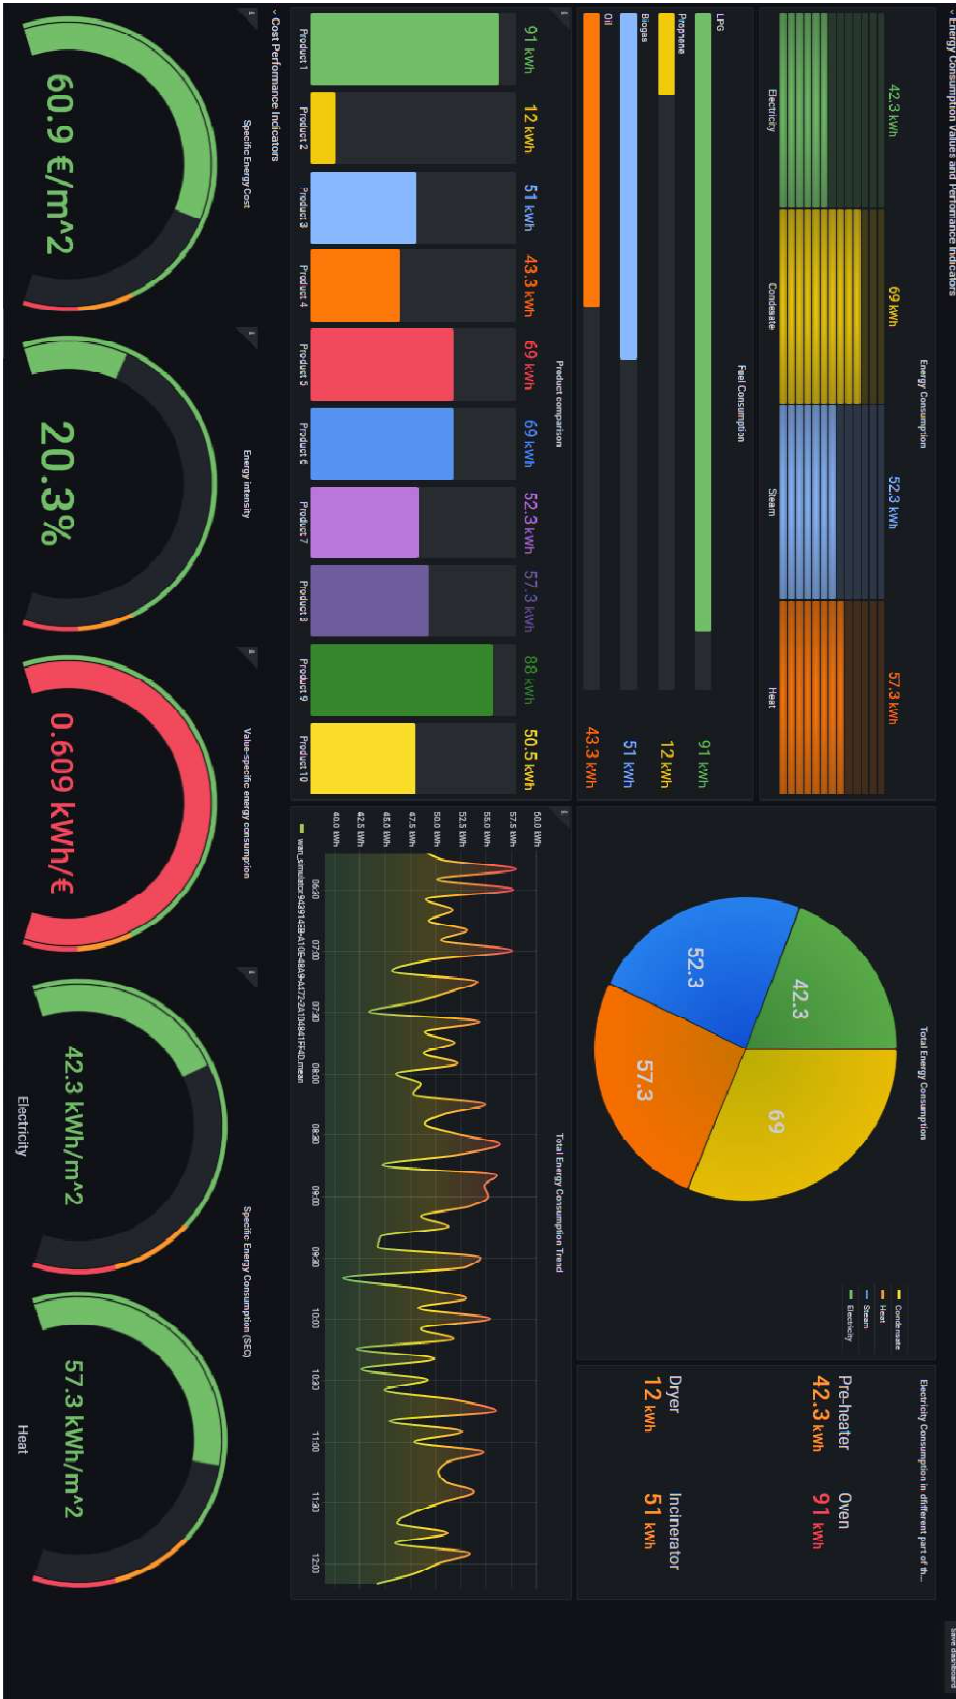 Save dashboard
Energy Consumption Values and Perfomance Indicators
Energy Consumption
42.3 kWh
69 kWh
52.3 kWh
57.3 kWh
Electricity
Condesate
Steam
Heat
Total Energy Consumption
42.3
69
52.3
57.3
Condensate
Heat
Steam
Electricity
Electricity Consumption in different part of th...
Pre-heater
42.3 kWh
Oven
91 kWh
Dryer
12 kWh
Incinerator
51 kWh
Fuel Consumption
LPG
91 kWh
Propane
12 kWh
Biogas
51 kWh
Oil
43.3 kWh
Product comparison
91 kWh
12 kWh
51 kWh
43.3 kWh
69 kWh
69 kWh
52.3 kWh
57.3 kWh
88 kWh
50.5 kWh
Product 1
Product 2
Product 3
Product 4
Product 5
Product 6
Product 7
Product 8
Product 9
Product 10
Total Energy Consumption Trend
60.0 kWh
57.5 kWh
55.0 kWh
52.5 kWh
50.0 kWh
47.5 kWh
45.0 kWh
42.5 kWh
40.0 kWh
06:30
07:00
07:30
08:00
08:30
09:00
09:30
10:00
10:30
11:00
11:30
12:00
Cost Performance Indicators
Specific Energy Cost
60.9 €/m^2
Energy intensity
20.3%
Value-specific energy consumption
0.609 kWh/€
Specific Energy Consumption (SEC)
42.3 kWh/m^2
Electricity
57.3 kWh/m^2
Heat